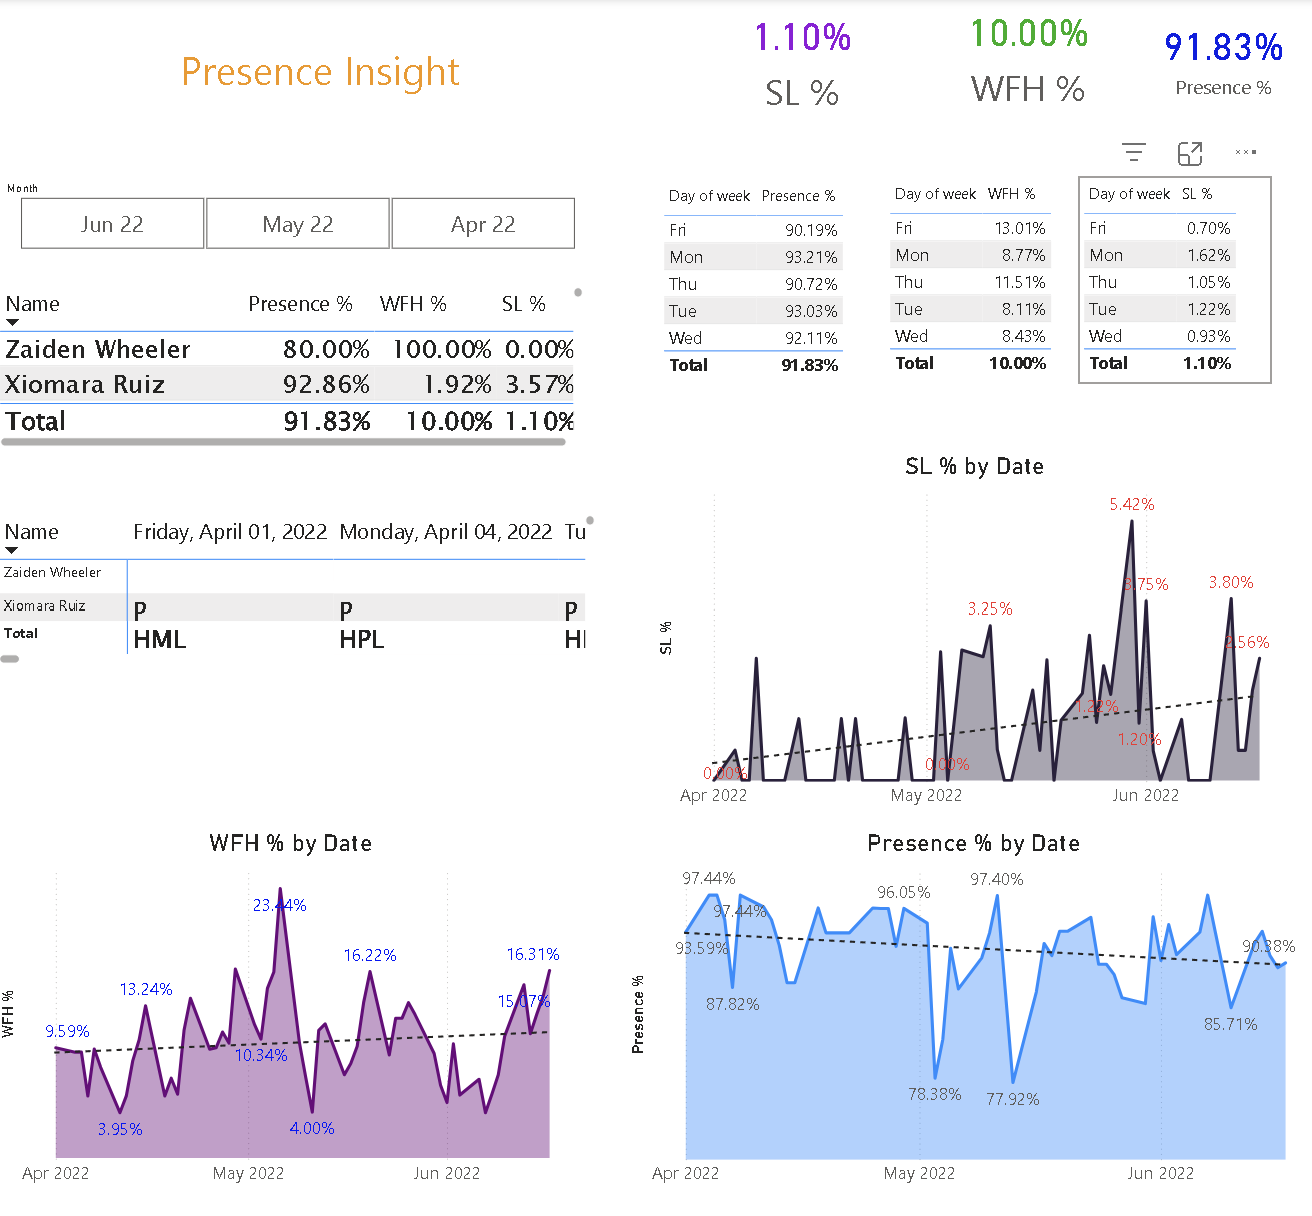 Presence Insight
1.10%
SL %
10.00%
WFH %
91.83%
Presence %
Month
Jun 22
May 22
Apr 22
Name Presence % WFH % SL %
Zaiden Wheeler 80.00% 100.00% 0.00%
Xiomara Ruiz 92.86% 1.92% 3.57%
Total 91.83% 10.00% 1.10%
Day of week Presence %
Fri 90.19%
Mon 93.21%
Thu 90.72%
Tue 93.03%
Wed 92.11%
Total 91.83%
Day of week WFH %
Fri 13.01%
Mon 8.77%
Thu 11.51%
Tue 8.11%
Wed 8.43%
Total 10.00%
Day of week SL %
Fri 0.70%
Mon 1.62%
Thu 1.05%
Tue 1.22%
Wed 0.93%
Total 1.10%
Name Friday, April 01, 2022 Monday, April 04, 2022 Tu
Zaiden Wheeler
Xiomara Ruiz P P P
Total HML HPL
SL % by Date
SL %
5.42%
3.75%
3.80%
3.25%
2.56%
1.22%
1.20%
0.00%
0.00%
Apr 2022 May 2022 Jun 2022
WFH % by Date
WFH %
23.44%
16.22%
16.31%
13.24%
15.07%
9.59%
10.34%
3.95%
4.00%
Apr 2022 May 2022 Jun 2022
Presence % by Date
Presence %
97.44%
97.44%
96.05%
97.40%
93.59%
90.38%
87.82%
85.71%
78.38%
77.92%
Apr 2022 May 2022 Jun 2022